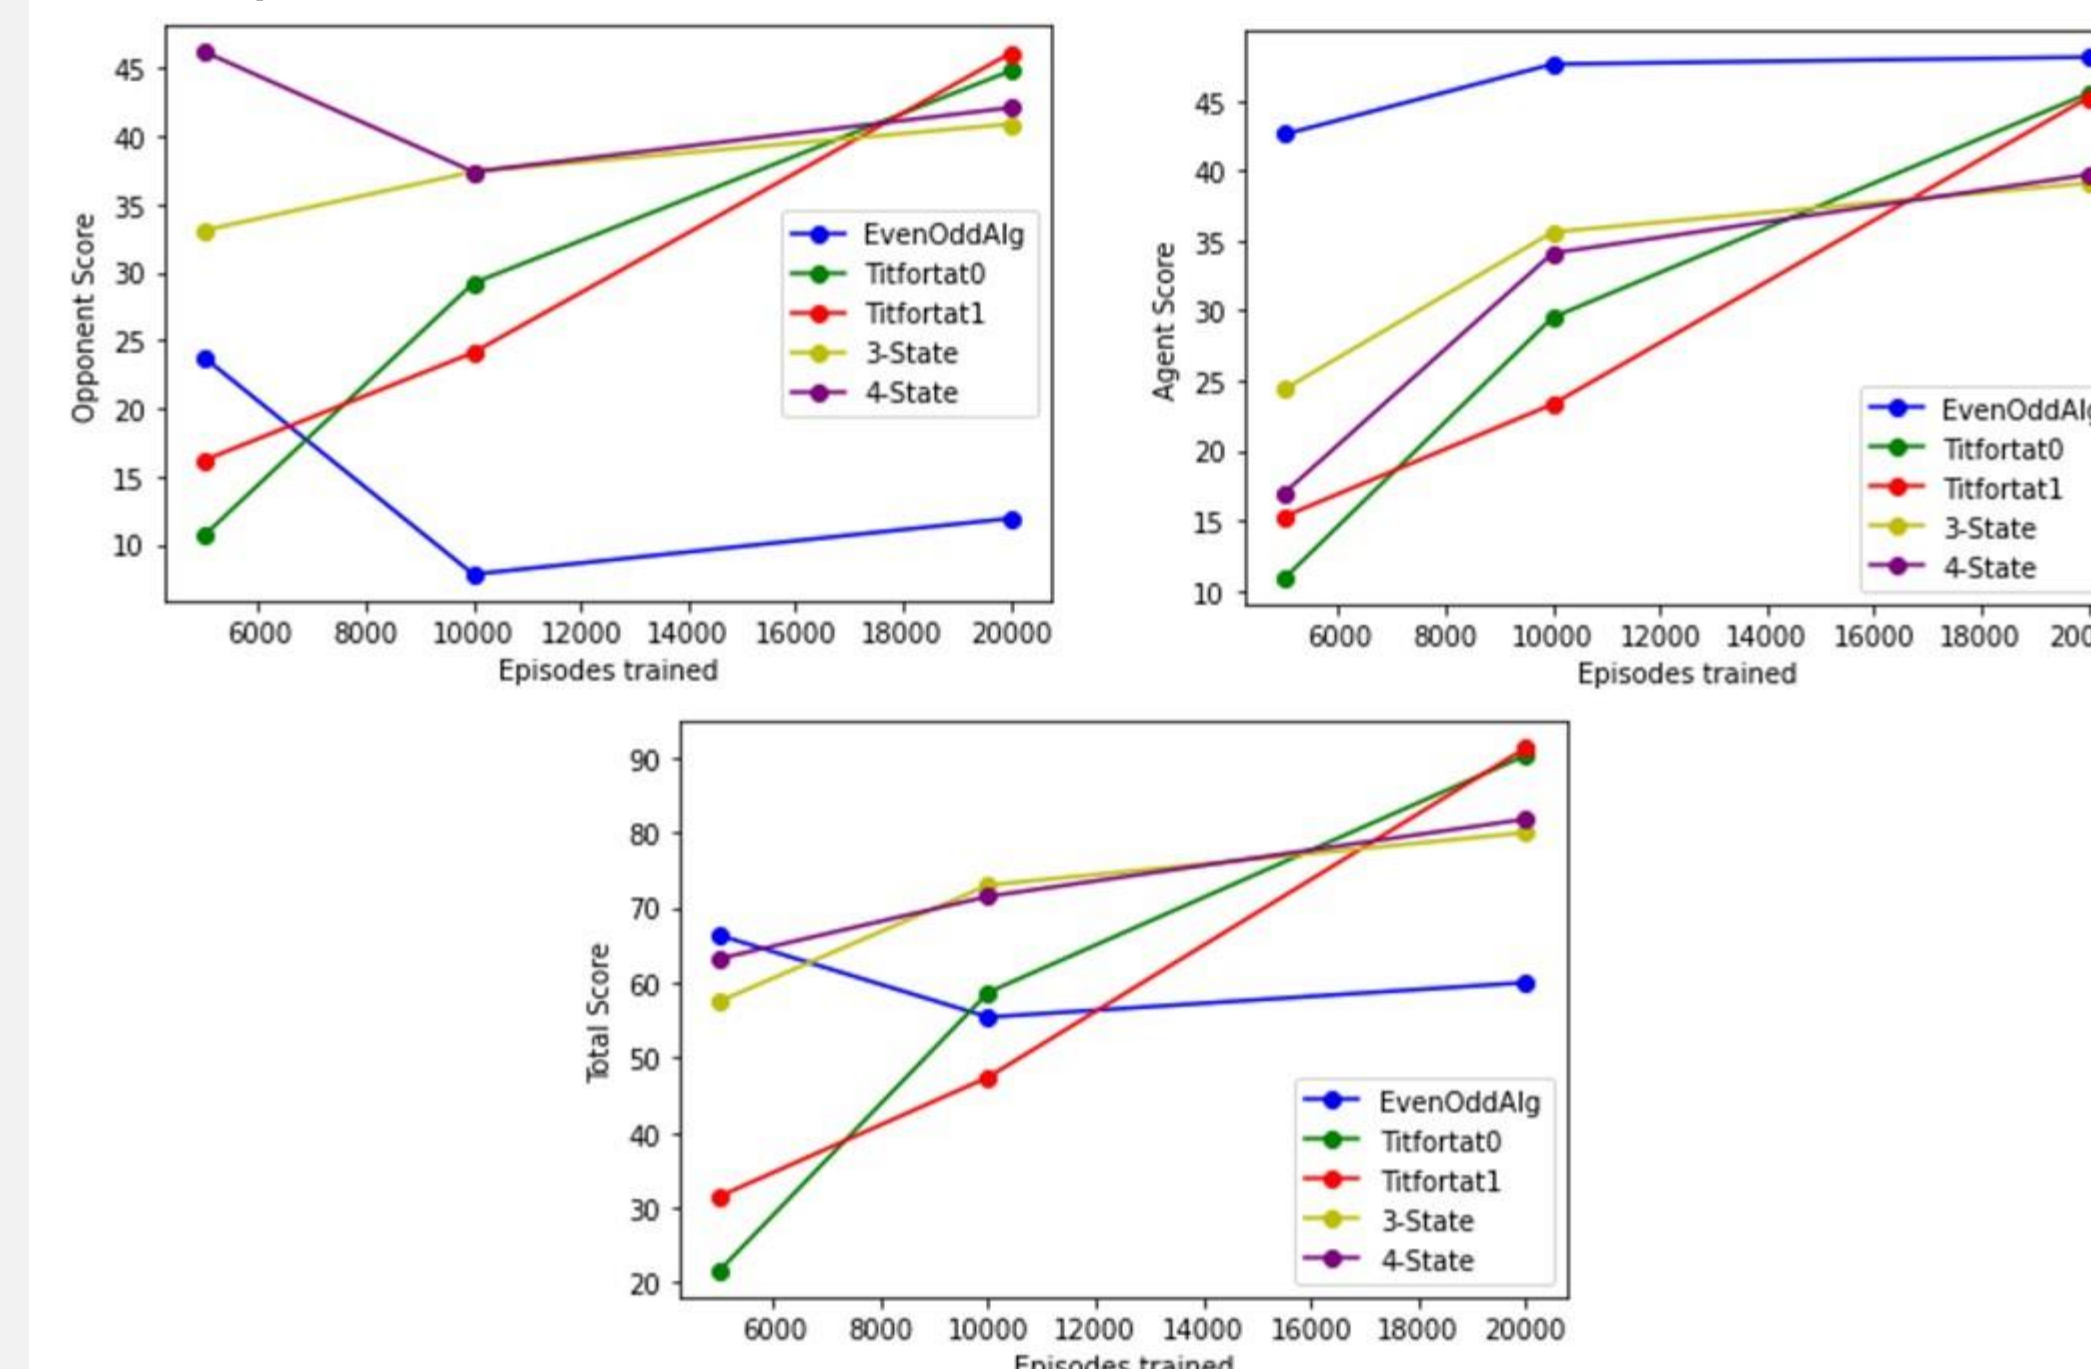 45
40
35
30
25
20
15
10
Opponent Score
EvenOddAlg
Titfortat0
Titfortat1
3-State
4-State
6000 8000 10000 12000 14000 16000 18000 20000
Episodes trained
45
40
35
30
25
20
15
10
Agent Score
EvenOddAlg
Titfortat0
Titfortat1
3-State
4-State
6000 8000 10000 12000 14000 16000 18000 200
Episodes trained
90
80
70
60
50
40
30
20
Total Score
EvenOddAlg
Titfortat0
Titfortat1
3-State
4-State
6000 8000 10000 12000 14000 16000 18000 20000
Episodes trained